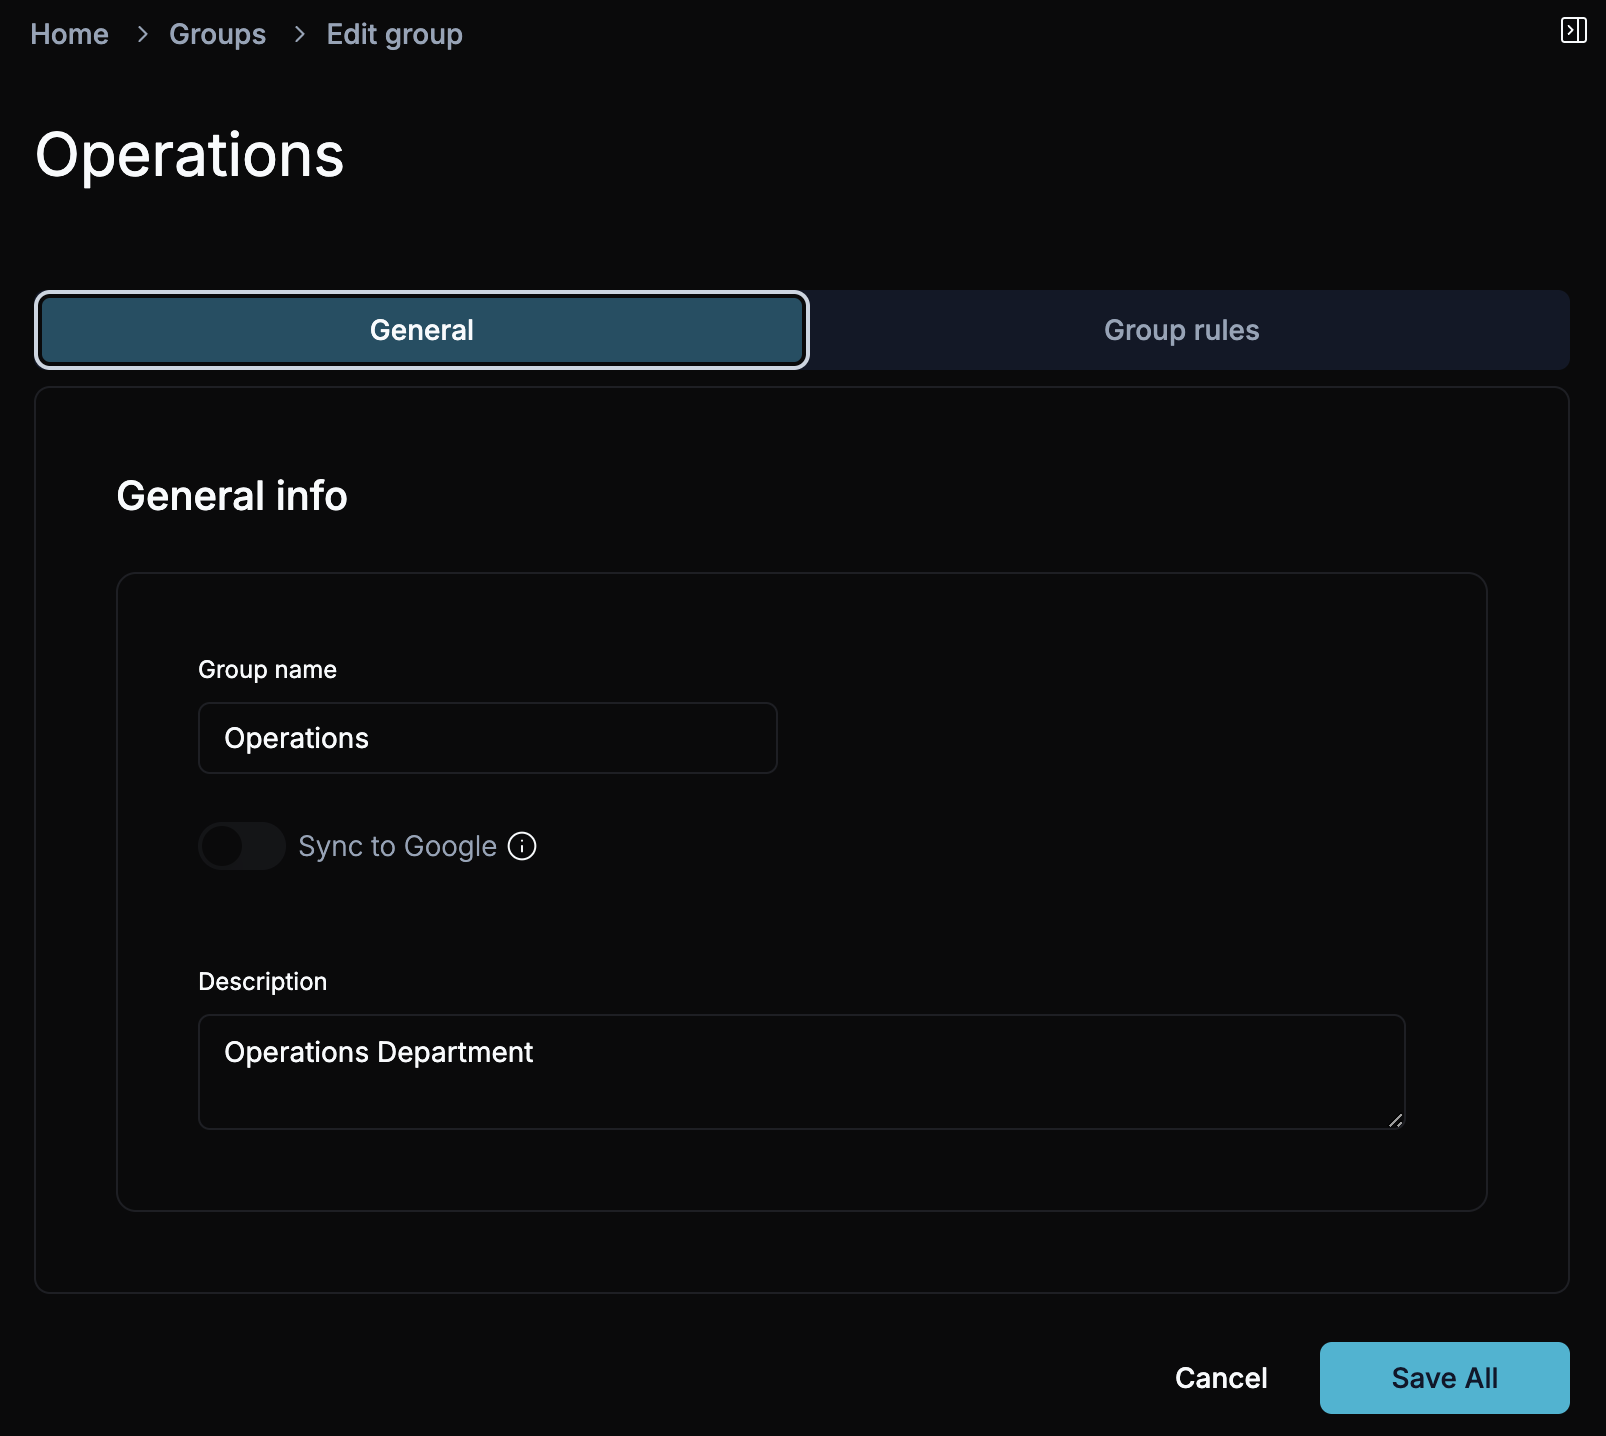 Home > Groups > Edit group
Operations
General
Group rules
General info
Group name
Operations
Sync to Google
Description
Operations Department
Cancel
Save All